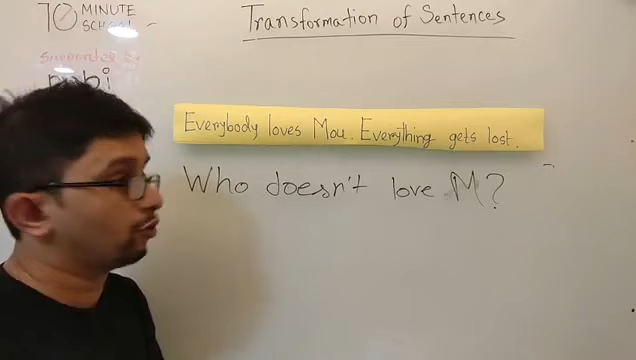 10 MINUTE
SCHOOL
Transformation of Sentences
Everybody loves Mou. Everything gets lost.
Who doesn't love M?